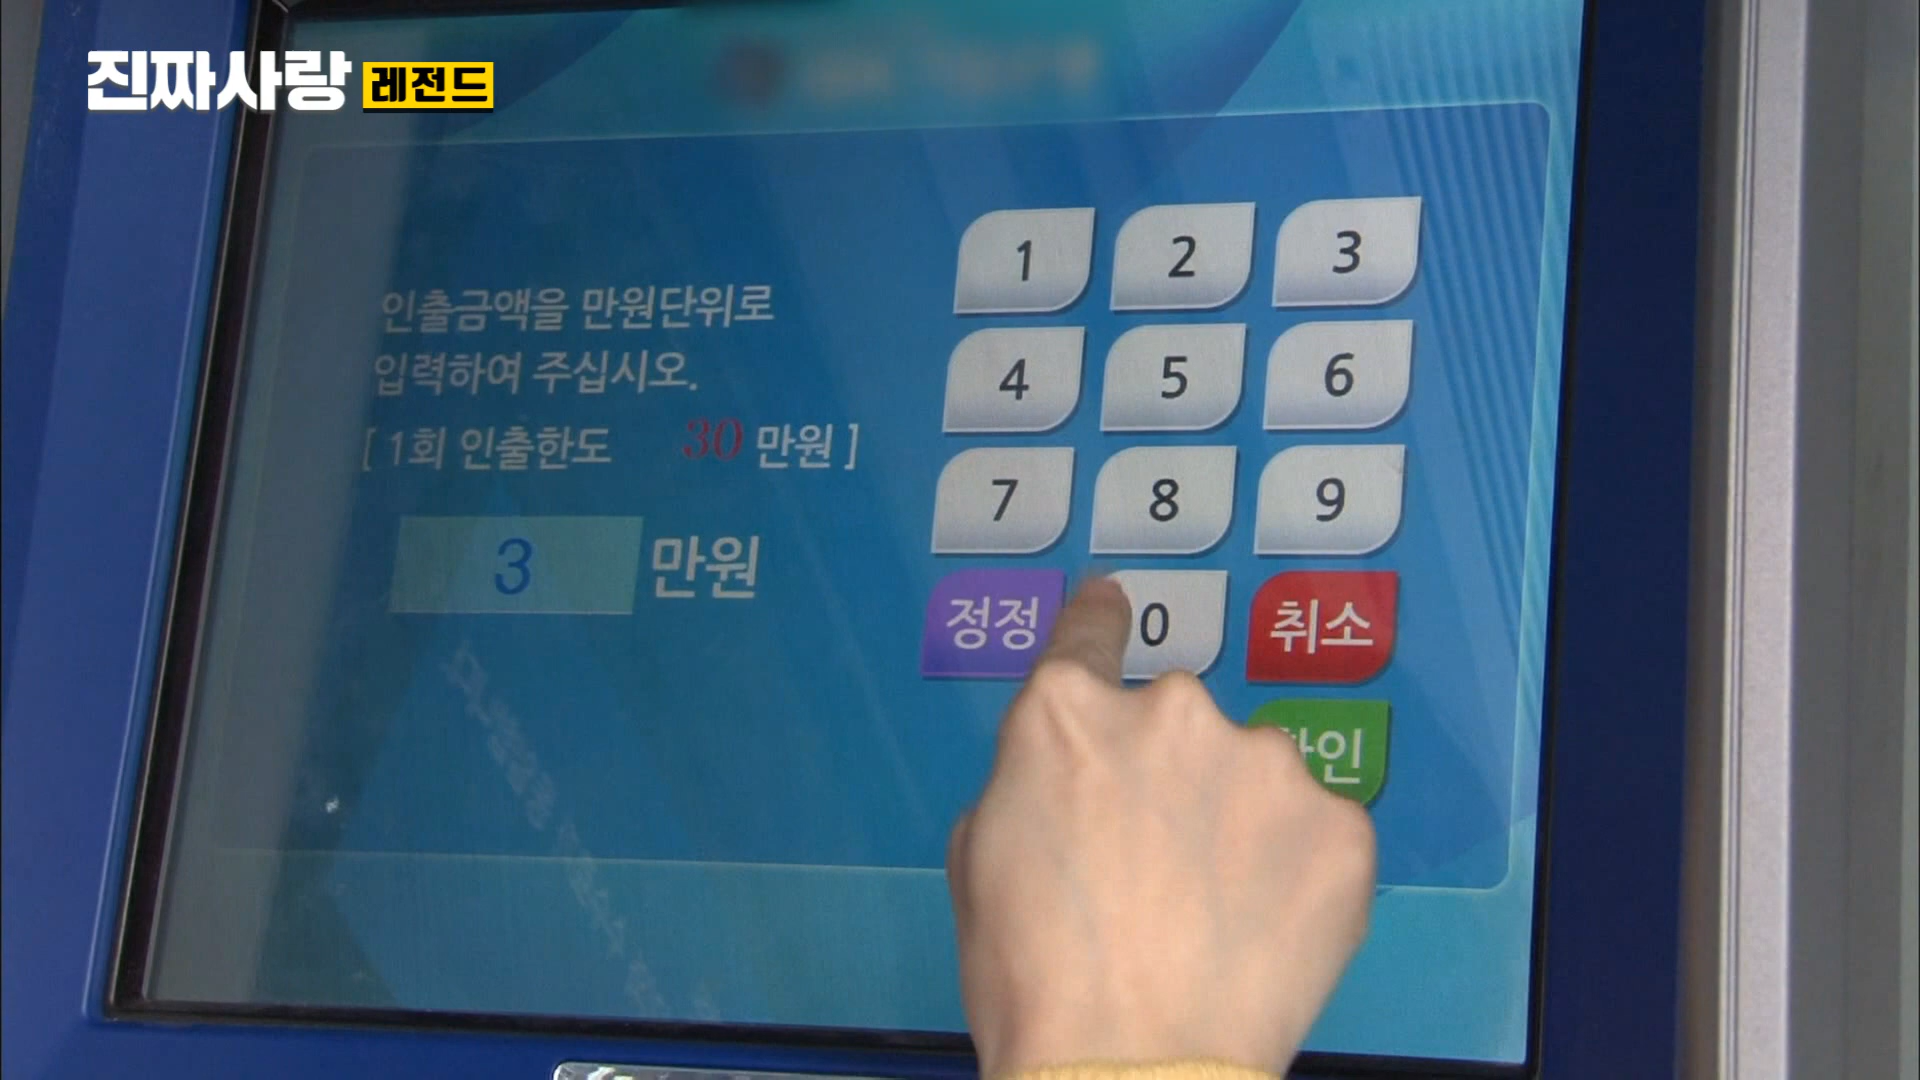 진짜사랑 레전드
인출금액을 만원단위로
입력하여 주십시오.
[ 1회 인출한도 30 만원 ]
3 만원
1 2 3
4 5 6
7 8 9
정정 0 취소
확인